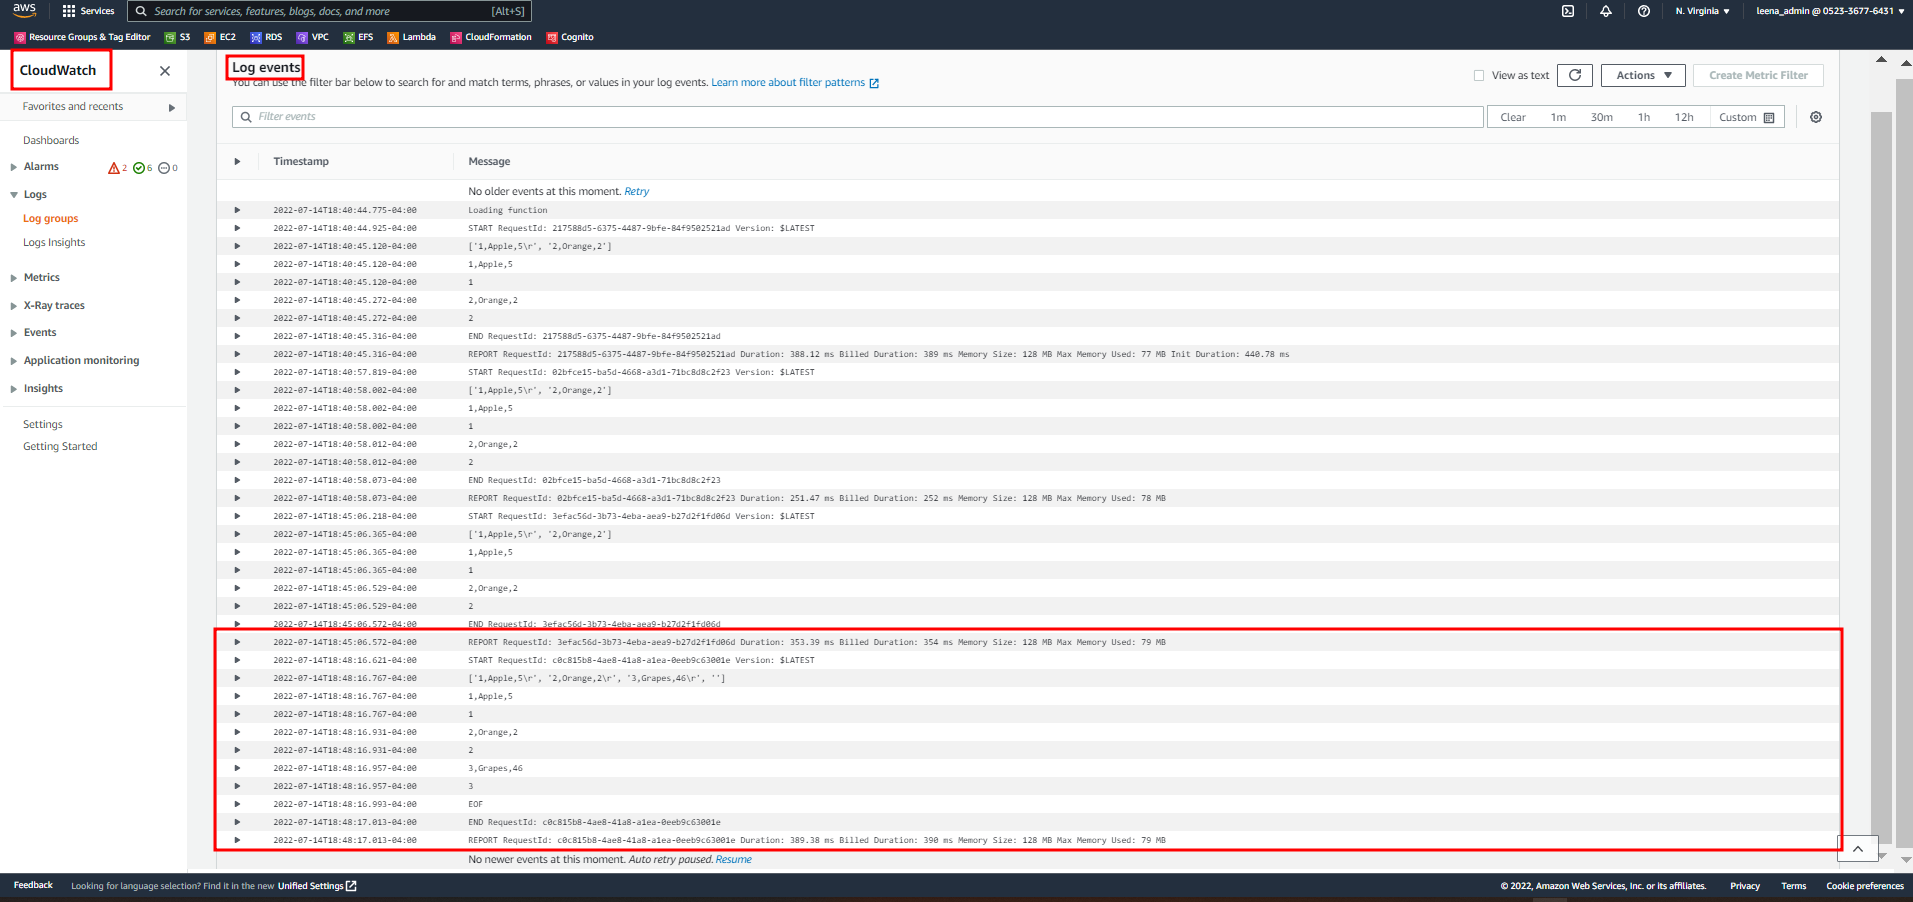 aws Services Search for services, features, blogs, docs, and more [Alt+S] N. Virginia leena_admin @ 0523-3677-6431
Resource Groups & Tag Editor S3 EC2 RDS VPC EFS Lambda CloudFormation Cognito
CloudWatch
Favorites and recents
Dashboards
Alarms 2 6 0
Logs
Log groups
Logs Insights
Metrics
X-Ray traces
Events
Application monitoring
Insights
Settings
Getting Started
Log events
You can use the filter bar below to search for and match terms, phrases, or values in your log events. Learn more about filter patterns
View as text Actions Create Metric Filter
Filter events Clear 1m 30m 1h 12h Custom
Timestamp Message
No older events at this moment. Retry
2022-07-14T18:40:44.775-04:00 Loading function
2022-07-14T18:40:44.925-04:00 START RequestId: 217588d5-6375-4487-9bfe-84f9502521ad Version: $LATEST
2022-07-14T18:40:45.120-04:00 ['1,Apple,5\r', '2,Orange,2']
2022-07-14T18:40:45.120-04:00 1,Apple,5
2022-07-14T18:40:45.120-04:00 1
2022-07-14T18:40:45.272-04:00 2,Orange,2
2022-07-14T18:40:45.272-04:00 2
2022-07-14T18:40:45.316-04:00 END RequestId: 217588d5-6375-4487-9bfe-84f9502521ad
2022-07-14T18:40:45.316-04:00 REPORT RequestId: 217588d5-6375-4487-9bfe-84f9502521ad Duration: 388.12 ms Billed Duration: 389 ms Memory Size: 128 MB Max Memory Used: 77 MB Init Duration: 440.78 ms
2022-07-14T18:40:57.819-04:00 START RequestId: 02bfce15-ba5d-4668-a3d1-71bc8d8c2f23 Version: $LATEST
2022-07-14T18:40:58.002-04:00 ['1,Apple,5\r', '2,Orange,2']
2022-07-14T18:40:58.002-04:00 1,Apple,5
2022-07-14T18:40:58.002-04:00 1
2022-07-14T18:40:58.012-04:00 2,Orange,2
2022-07-14T18:40:58.012-04:00 2
2022-07-14T18:40:58.073-04:00 END RequestId: 02bfce15-ba5d-4668-a3d1-71bc8d8c2f23
2022-07-14T18:40:58.073-04:00 REPORT RequestId: 02bfce15-ba5d-4668-a3d1-71bc8d8c2f23 Duration: 251.47 ms Billed Duration: 252 ms Memory Size: 128 MB Max Memory Used: 78 MB
2022-07-14T18:45:06.218-04:00 START RequestId: 3efac56d-3b73-4eba-aea9-b27d2f1fd06d Version: $LATEST
2022-07-14T18:45:06.365-04:00 ['1,Apple,5\r', '2,Orange,2']
2022-07-14T18:45:06.365-04:00 1,Apple,5
2022-07-14T18:45:06.365-04:00 1
2022-07-14T18:45:06.529-04:00 2,Orange,2
2022-07-14T18:45:06.529-04:00 2
2022-07-14T18:45:06.572-04:00 END RequestId: 3efac56d-3b73-4eba-aea9-b27d2f1fd06d
2022-07-14T18:45:06.572-04:00 REPORT RequestId: 3efac56d-3b73-4eba-aea9-b27d2f1fd06d Duration: 353.39 ms Billed Duration: 354 ms Memory Size: 128 MB Max Memory Used: 79 MB
2022-07-14T18:48:16.621-04:00 START RequestId: c0c815b8-4ae8-41a8-a1ea-0eeb9c63001e Version: $LATEST
2022-07-14T18:48:16.767-04:00 ['1,Apple,5\r', '2,Orange,2\r', '3,Grapes,46\r', '']
2022-07-14T18:48:16.767-04:00 1,Apple,5
2022-07-14T18:48:16.767-04:00 1
2022-07-14T18:48:16.931-04:00 2,Orange,2
2022-07-14T18:48:16.931-04:00 2
2022-07-14T18:48:16.957-04:00 3,Grapes,46
2022-07-14T18:48:16.957-04:00 3
2022-07-14T18:48:16.993-04:00 EOF
2022-07-14T18:48:17.013-04:00 END RequestId: c0c815b8-4ae8-41a8-a1ea-0eeb9c63001e
2022-07-14T18:48:17.013-04:00 REPORT RequestId: c0c815b8-4ae8-41a8-a1ea-0eeb9c63001e Duration: 389.38 ms Billed Duration: 390 ms Memory Size: 128 MB Max Memory Used: 79 MB
No newer events at this moment. Auto retry paused. Resume
Feedback Looking for language selection? Find it in the new Unified Settings © 2022, Amazon Web Services, Inc. or its affiliates. Privacy Terms Cookie preferences